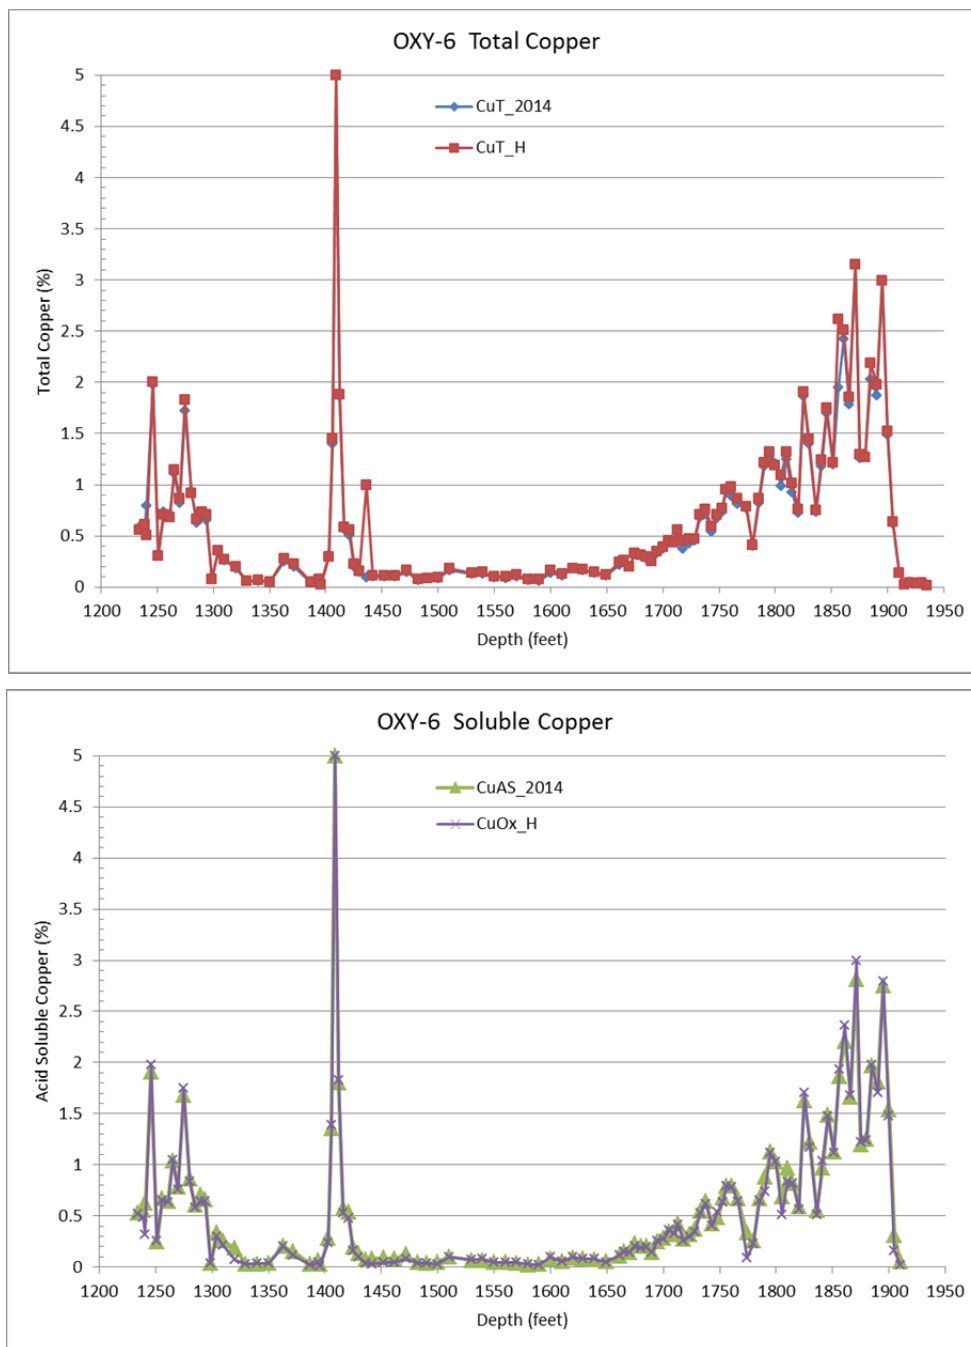 OXY-6 Total Copper
5
4.5
4
3.5
3
2.5
2
1.5
1
0.5
0
Total Copper (%)
CuT_2014
CuT_H
1200 1250 1300 1350 1400 1450 1500 1550 1600 1650 1700 1750 1800 1850 1900 1950
Depth (feet)
OXY-6 Soluble Copper
5
4.5
4
3.5
3
2.5
2
1.5
1
0.5
0
Acid Soluble Copper (%)
CuAS_2014
CuOx_H
1200 1250 1300 1350 1400 1450 1500 1550 1600 1650 1700 1750 1800 1850 1900 1950
Depth (feet)